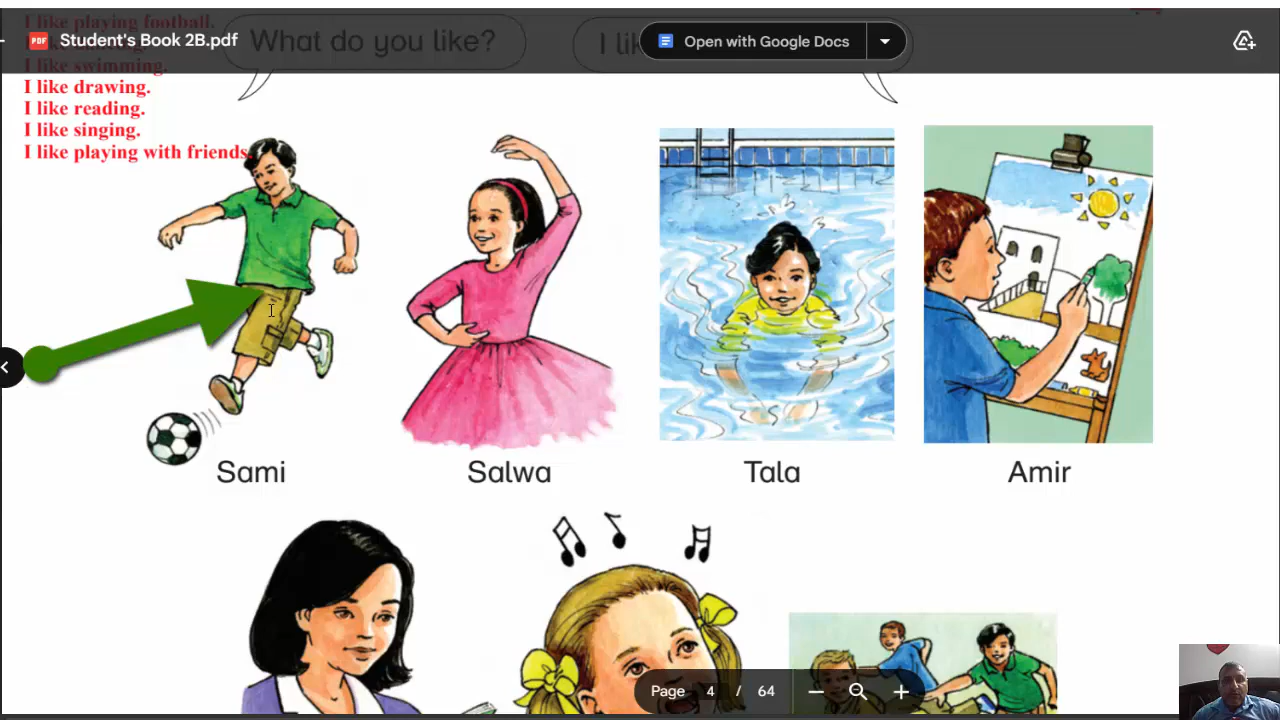 I like playing football.
Student's Book 2B.pdf
What do you like?
I li
Open with Google Docs
I like swimming.
I like drawing.
I like reading.
I like singing.
I like playing with friends.
Sami
Salwa
Tala
Amir
Page 4 / 64